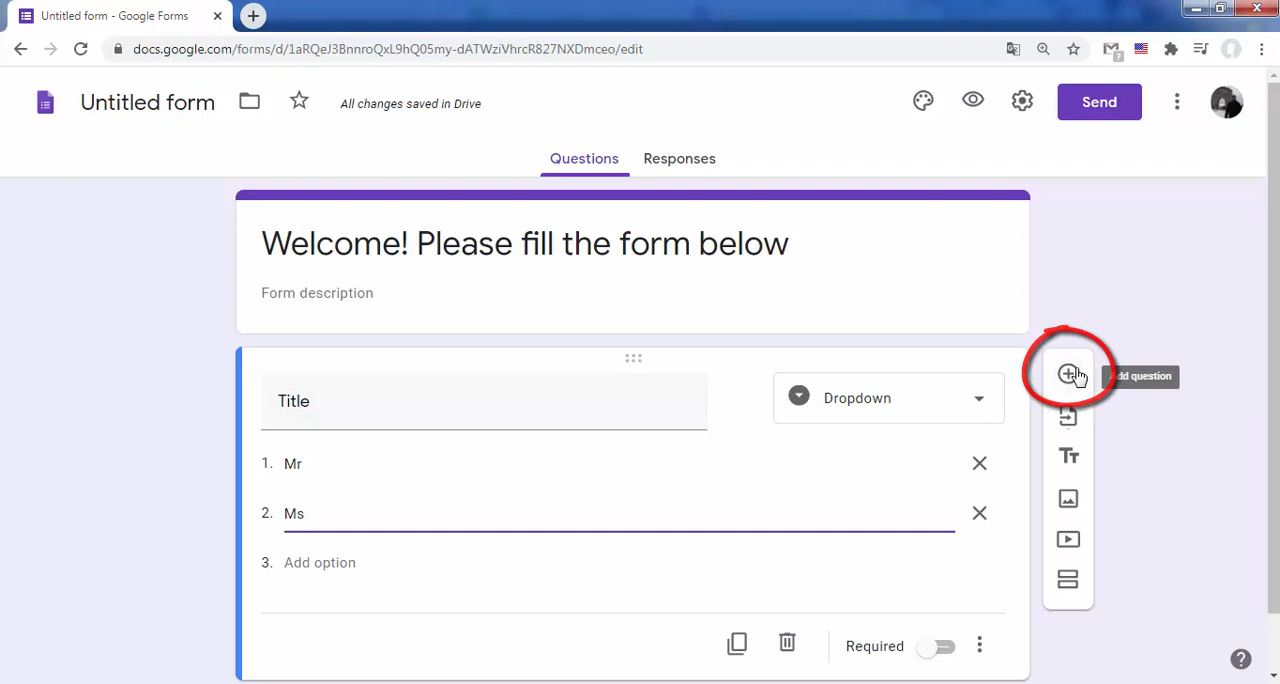 Untitled form - Google Forms
docs.google.com/forms/d/1aRQeJ3BnnroQxL9hQ05my-dATWziVhrcR827NXDmceo/edit
Untitled form
All changes saved in Drive
Send
Questions
Responses
Welcome! Please fill the form below
Form description
Title
Dropdown
Add question
1. Mr
2. Ms
3. Add option
Required